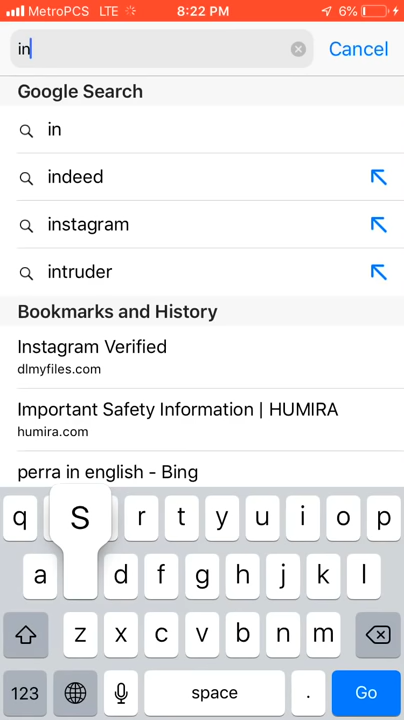 MetroPCS LTE 8:22 PM 6%
in Cancel
Google Search
in
indeed
instagram
intruder
Bookmarks and History
Instagram Verified
dlmyfiles.com
Important Safety Information | HUMIRA
humira.com
perra in english - Bing
q S r t y u i o p
a d f g h j k l
z x c v b n m
123 space . Go